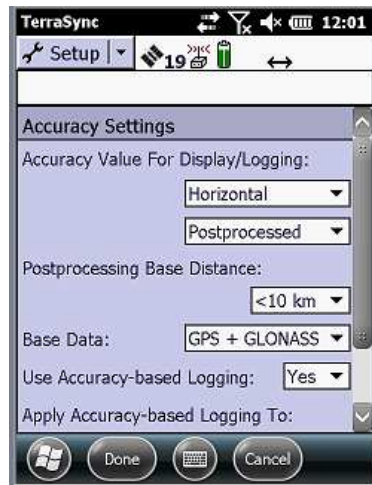 TerraSync 12:01
Setup 19
Accuracy Settings
Accuracy Value For Display/Logging:
Horizontal
Postprocessed
Postprocessing Base Distance:
<10 km
Base Data: GPS + GLONASS
Use Accuracy-based Logging: Yes
Apply Accuracy-based Logging To:
Done Cancel